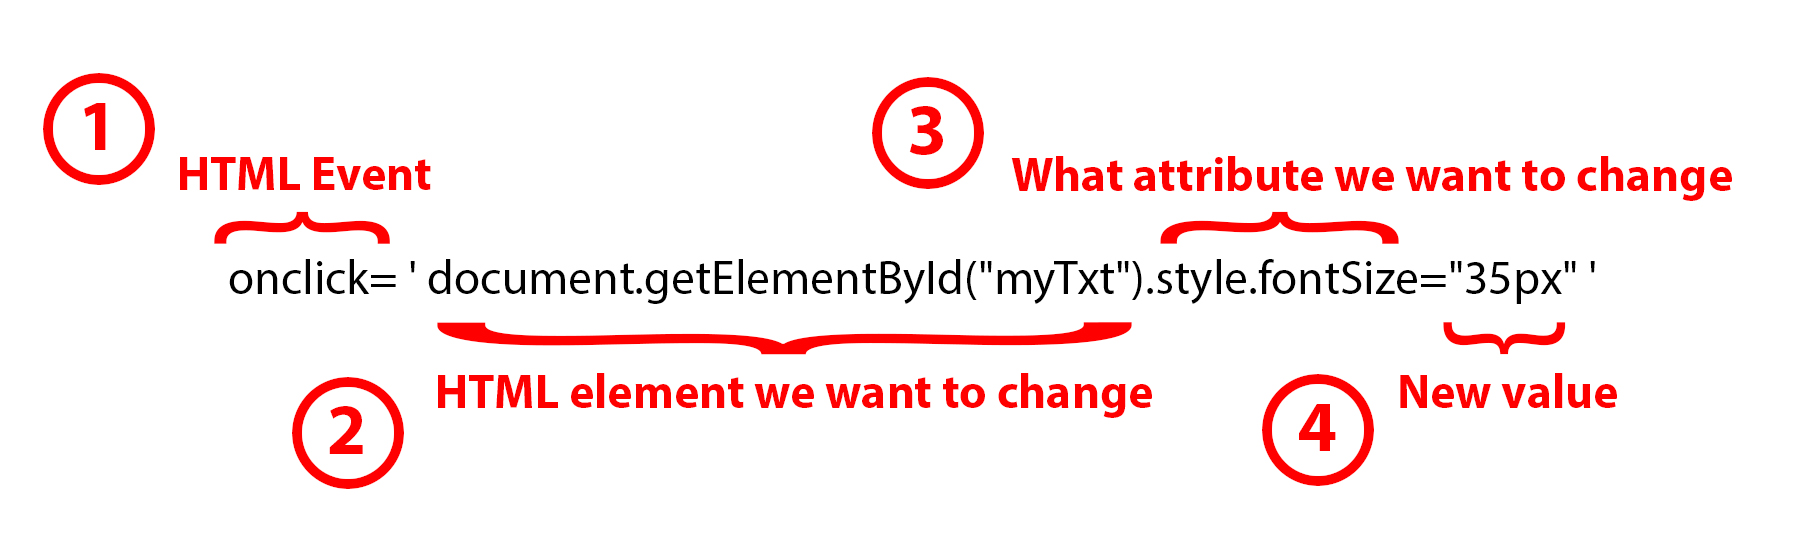 1
HTML Event
3
What attribute we want to change
onclick= ' document.getElementById("myTxt").style.fontSize="35px" '
2
HTML element we want to change
4
New value